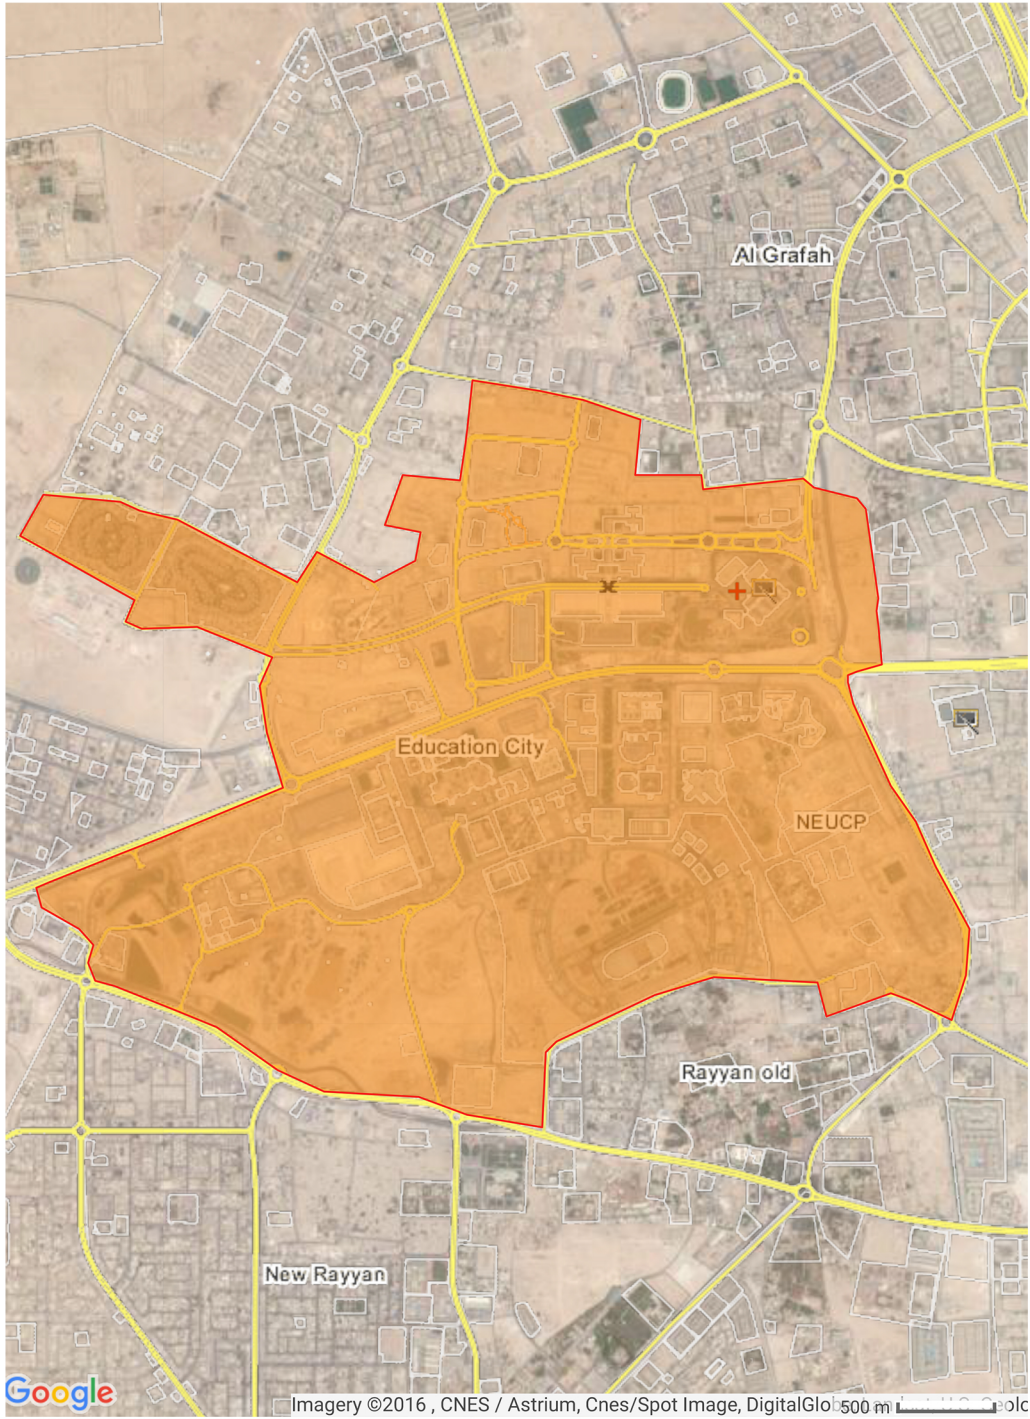 Al Grafah
Education City
NEUCP
Rayyan old
New Rayyan
Google
Imagery ©2016 , CNES / Astrium, Cnes/Spot Image, DigitalGlo
500 m